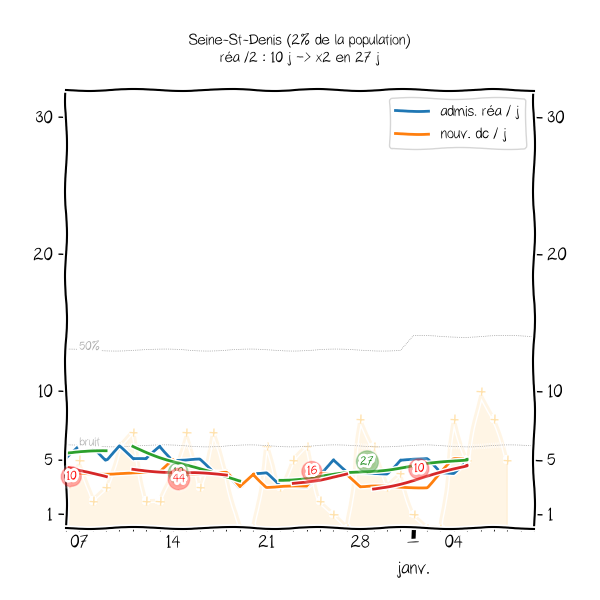 Seine-St-Denis (2% de la population)
réa /2 : 10 j -> x2 en 27 j
admis. réa / j
nouv. dc / j
30 30
20 20
50%
10 10
bruit
5 5
10 44 16 27 10
1 1
07 14 21 28 04
janv.